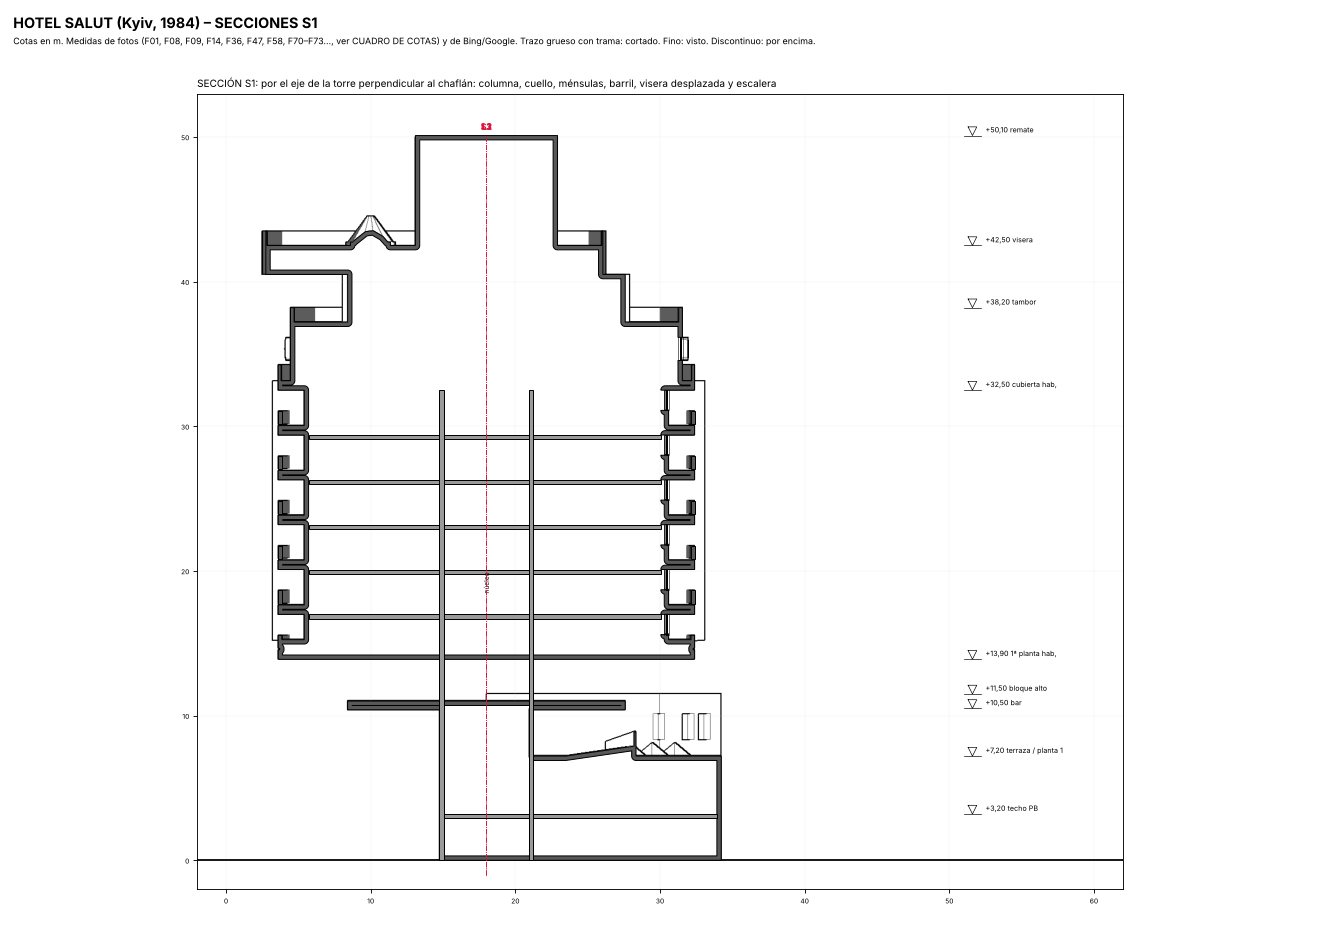 HOTEL SALUT (Kyiv, 1984) – SECCIONES S1
Cotas en m. Medidas de fotos (F01, F08, F09, F14, F36, F47, F58, F70–F73..., ver CUADRO DE COTAS) y de Bing/Google. Trazo grueso con trama: cortado. Fino: visto. Discontinuo: por encima.
SECCIÓN S1: por el eje de la torre perpendicular al chaflán: columna, cuello, ménsulas, barril, visera desplazada y escalera
50
40
30
20
10
0
+50,10 remate
+42,50 visera
+38,20 tambor
+32,50 cubierta hab,
+13,90 1ª planta hab,
+11,50 bloque alto
+10,50 bar
+7,20 terraza / planta 1
+3,20 techo PB
núcleo
0 10 20 30 40 50 60